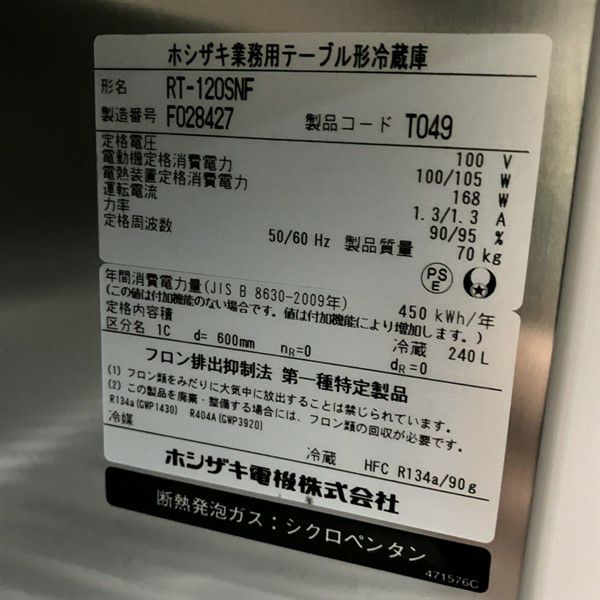 ホシザキ業務用テーブル形冷蔵庫
形名 RT-120SNF
製造番号 F028427 製品コード T049
定格電圧 100 V
電動機定格消費電力 100/105 W
電熱装置定格消費電力 168 W
運転電流 1.3/1.3 A
力率 90/95 %
定格周波数 50/60 Hz 製品質量 70 kg
PS
E
年間消費電力量(JIS B 8630-2009年) 450 kWh/年
(この値は付加機能のない場合です。値は付加機能により増加します。)
定格内容積 冷蔵 240 L
区分名 1C d= 600mm nR=0 dR=0
フロン排出抑制法 第一種特定製品
(1) フロン類をみだりに大気中に放出することは禁じられています。
(2) この製品を廃棄・整備する場合には、フロン類の回収が必要です。
R134a(GWP1430) R404A(GWP3920)
冷媒 冷蔵 HFC R134a/90g
ホシザキ電機株式会社
断熱発泡ガス:シクロペンタン
471576C